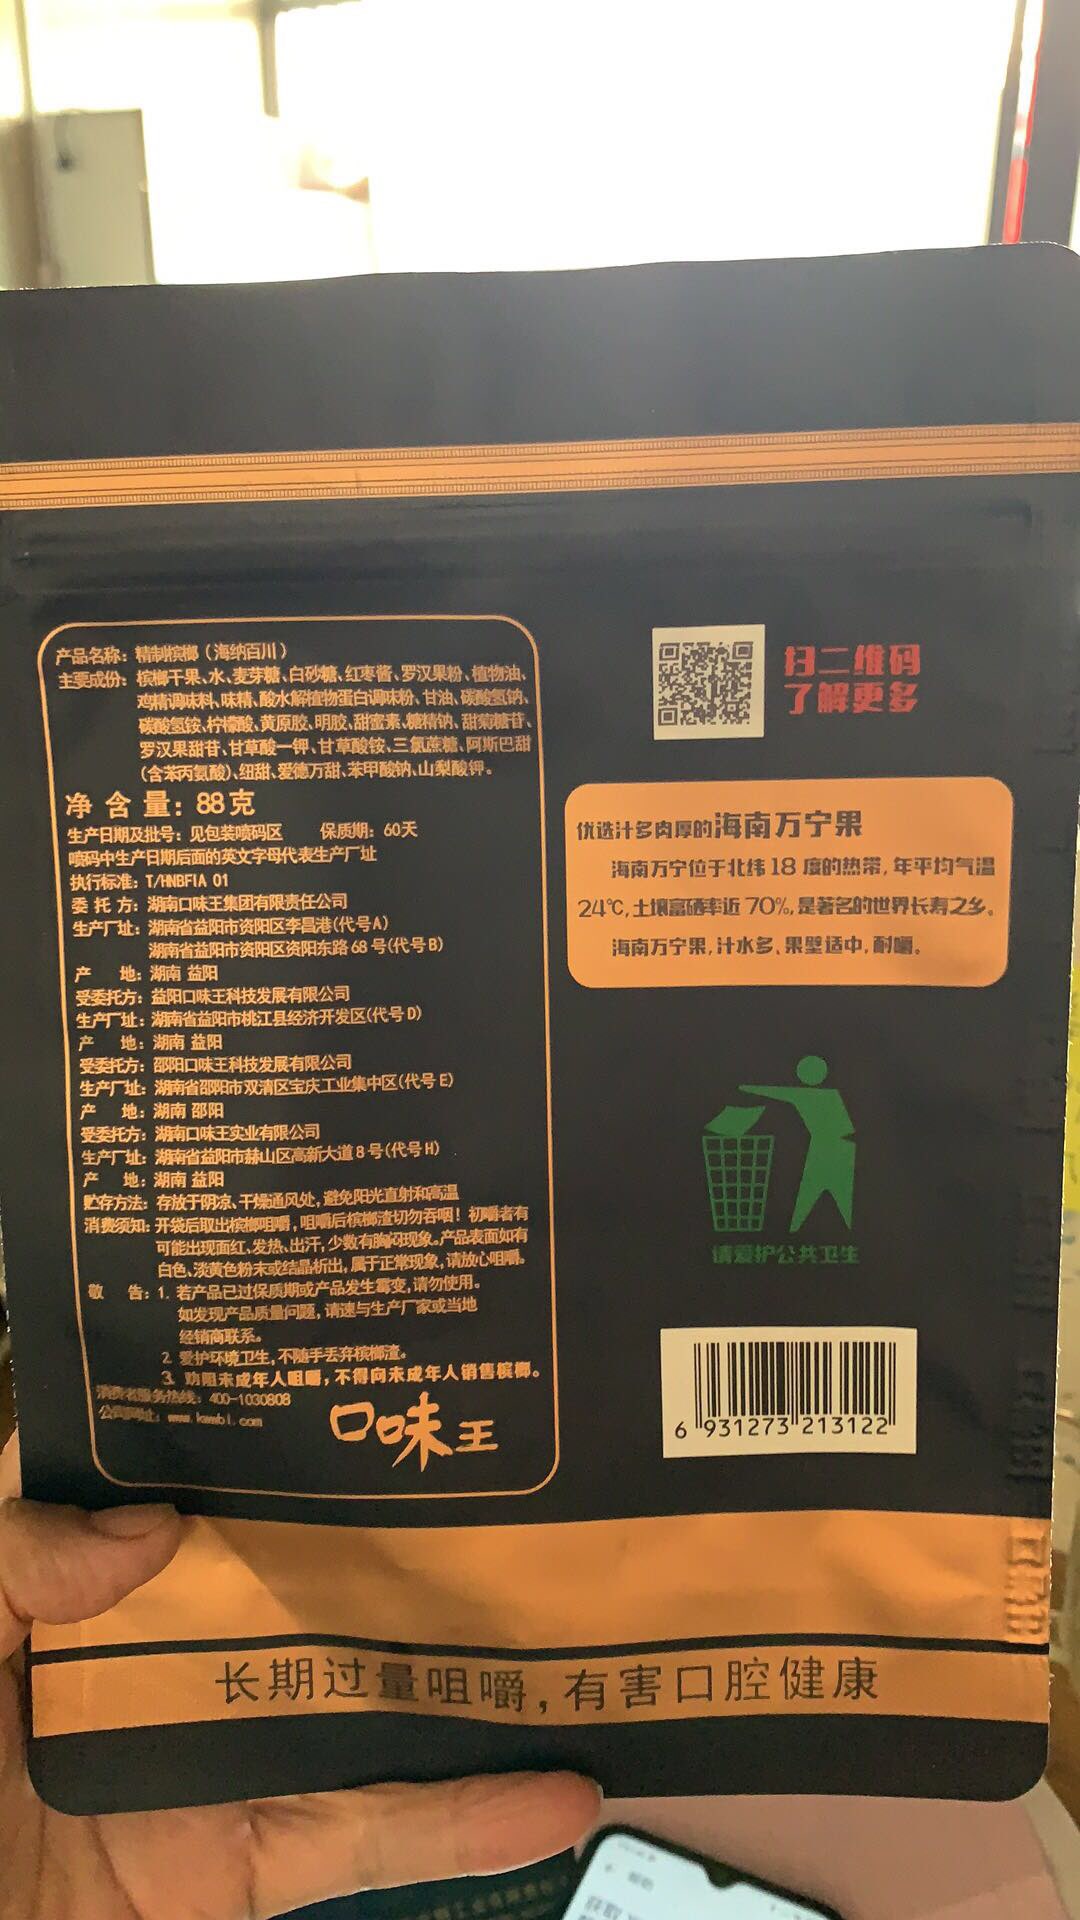 产品名称：精制槟榔（海纳百川）
主要成份：槟榔干果、水、麦芽糖、白砂糖、红枣酱、罗汉果粉、植物油、
鸡精调味料、味精、酸水解植物蛋白调味粉、甘油、碳酸氢钠、
碳酸氢铵、柠檬酸、黄原胶、明胶、甜蜜素、糖精钠、甜菊糖苷、
罗汉果甜苷、甘草酸一钾、甘草酸铵、三氯蔗糖、阿斯巴甜
（含苯丙氨酸）、纽甜、爱德万甜、苯甲酸钠、山梨酸钾。
净 含 量：88克
生产日期及批号：见包装喷码区 保质期：60天
喷码中生产日期后面的英文字母代表生产厂址
执行标准：T/HNBFIA 01
委 托 方：湖南口味王集团有限责任公司
生产厂址：湖南省益阳市资阳区李昌港（代号A）
湖南省益阳市资阳区资阳东路68号（代号B）
产 地：湖南 益阳
受委托方：益阳口味王科技发展有限公司
生产厂址：湖南省益阳市桃江县经济开发区（代号D）
产 地：湖南 益阳
受委托方：邵阳口味王科技发展有限公司
生产厂址：湖南省邵阳市双清区宝庆工业集中区（代号E）
产 地：湖南 邵阳
受委托方：湖南口味王实业有限公司
生产厂址：湖南省益阳市赫山区高新大道8号（代号H）
产 地：湖南 益阳
贮存方法：存放于阴凉、干燥通风处，避免阳光直射和高温
消费须知：开袋后取出槟榔咀嚼，咀嚼后槟榔渣切勿吞咽！初嚼者有
可能出现面红、发热、出汗，少数有胸闷现象。产品表面如有
白色、淡黄色粉末或结晶析出，属于正常现象，请放心咀嚼。
敬 告：1. 若产品已过保质期或产品发生霉变，请勿使用。
如发现产品质量问题，请速与生产厂家或当地
经销商联系。
2. 爱护环境卫生，不随手丢弃槟榔渣。
3. 劝阻未成年人咀嚼，不得向未成年人销售槟榔。
消费者服务热线：400-1030808
公司网址：www.kwwbl.com
口味王
扫二维码
了解更多
优选汁多肉厚的海南万宁果
海南万宁位于北纬18度的热带，年平均气温
24℃，土壤富硒率近70%，是著名的世界长寿之乡。
海南万宁果，汁水多、果壁适中，耐嚼。
请爱护公共卫生
6 931273 213122
长期过量咀嚼，有害口腔健康